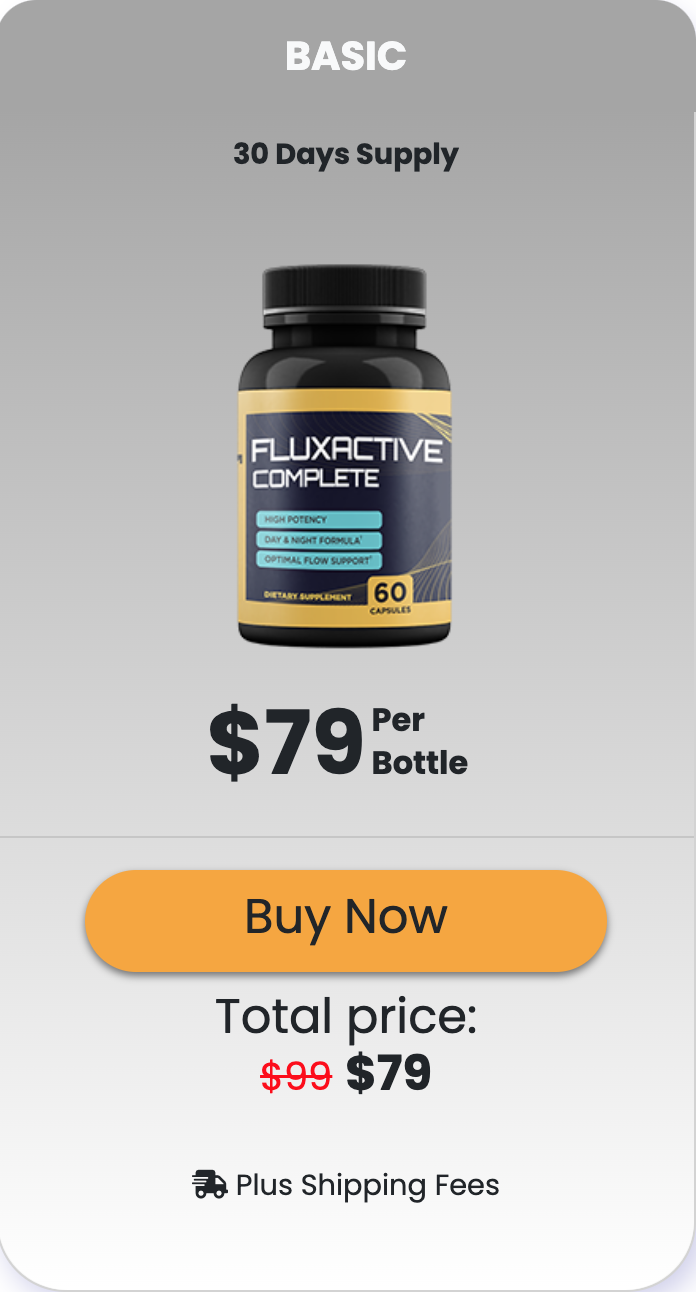 BASIC
30 Days Supply
FLUXACTIVE
COMPLETE
HIGH POTENCY
DAY & NIGHT FORMULA†
OPTIMAL FLOW SUPPORT†
DIETARY SUPPLEMENT
60
CAPSULES
$79 Per
Bottle
Buy Now
Total price:
$99 $79
Plus Shipping Fees